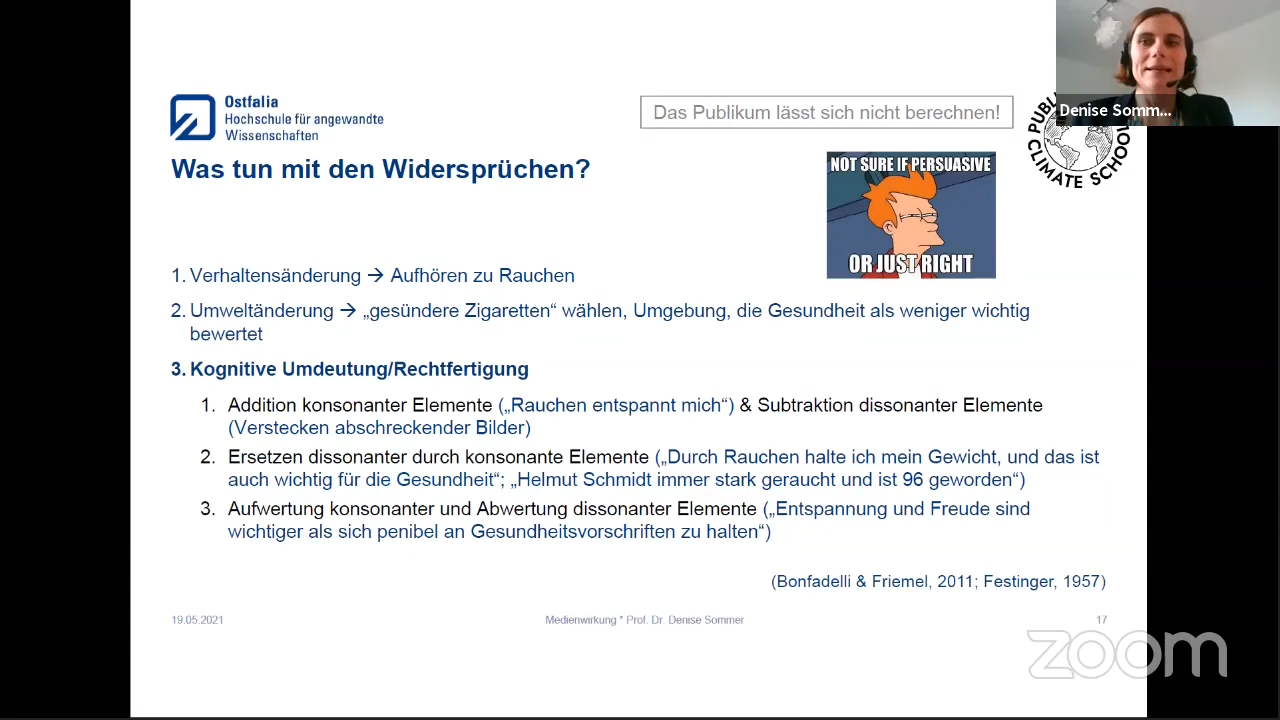 Ostfalia
Hochschule für angewandte
Wissenschaften
Das Publikum lässt sich nicht berechnen!
Denise Somm...
PUBLI
CLIMATE SCHOOL
Was tun mit den Widersprüchen?
NOT SURE IF PERSUASIVE
OR JUST RIGHT
1. Verhaltensänderung → Aufhören zu Rauchen
2. Umweltänderung → „gesündere Zigaretten“ wählen, Umgebung, die Gesundheit als weniger wichtig
bewertet
3. Kognitive Umdeutung/Rechtfertigung
1. Addition konsonanter Elemente („Rauchen entspannt mich“) & Subtraktion dissonanter Elemente
(Verstecken abschreckender Bilder)
2. Ersetzen dissonanter durch konsonante Elemente („Durch Rauchen halte ich mein Gewicht, und das ist
auch wichtig für die Gesundheit“; „Helmut Schmidt immer stark geraucht und ist 96 geworden“)
3. Aufwertung konsonanter und Abwertung dissonanter Elemente („Entspannung und Freude sind
wichtiger als sich penibel an Gesundheitsvorschriften zu halten“)
(Bonfadelli & Friemel, 2011; Festinger, 1957)
19.05.2021
Medienwirkung * Prof. Dr. Denise Sommer
17
zoom